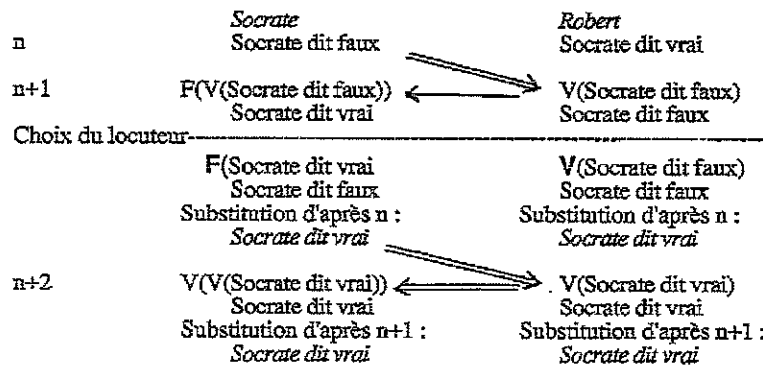 Socrate Robert
n Socrate dit faux Socrate dit vrai
n+1 F(V(Socrate dit faux)) V(Socrate dit faux)
Socrate dit vrai Socrate dit faux
Choix du locuteur
F(Socrate dit vrai V(Socrate dit faux)
Socrate dit faux Socrate dit faux
Substitution d'après n : Substitution d'après n :
Socrate dit vrai Socrate dit vrai
n+2 V(V(Socrate dit vrai)) V(Socrate dit vrai)
Socrate dit vrai Socrate dit vrai
Substitution d'après n+1 : Substitution d'après n+1 :
Socrate dit vrai Socrate dit vrai